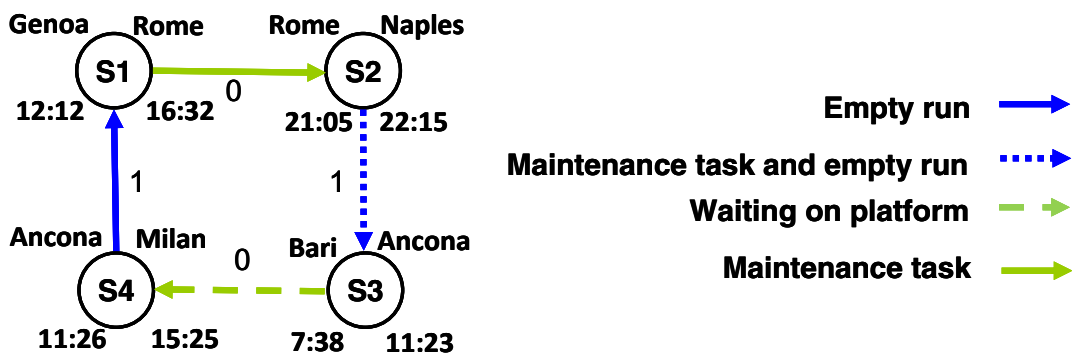 Genoa Rome
S1
12:12 16:32
0
Rome Naples
S2
21:05 22:15
1
1
Ancona Milan
S4
11:26 15:25
0
Bari Ancona
S3
7:38 11:23
Empty run
Maintenance task and empty run
Waiting on platform
Maintenance task